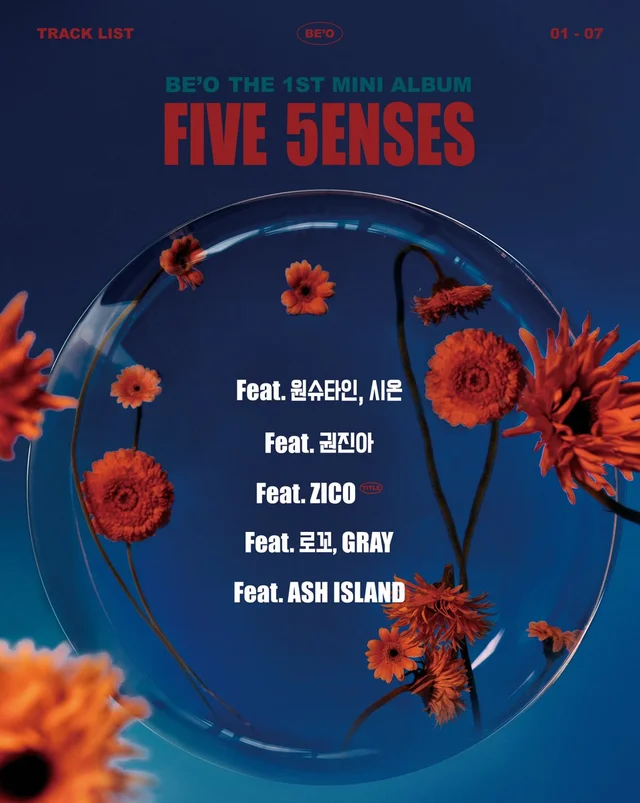 TRACK LIST
BE'O
01 - 07
BE'O THE 1ST MINI ALBUM
FIVE 5ENSES
Feat. 원슈타인, 시온
Feat. 권진아
Feat. ZICO TITLE
Feat. 로꼬, GRAY
Feat. ASH ISLAND